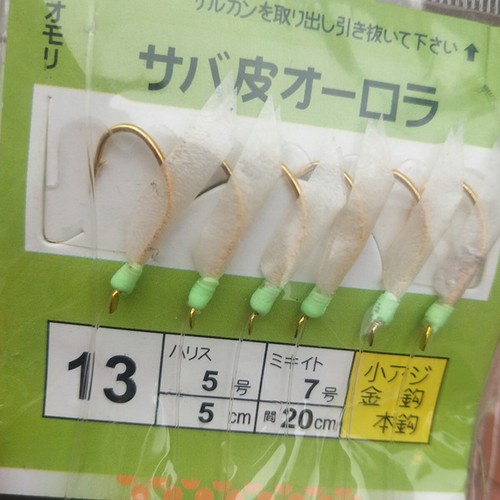 オモリ
サルカンを取り出し引き抜いて下さい↑
サバ皮オーロラ
13
ハリス
5号
5cm
ミキイト
7号
間20cm
小アジ
金鈎
本鈎